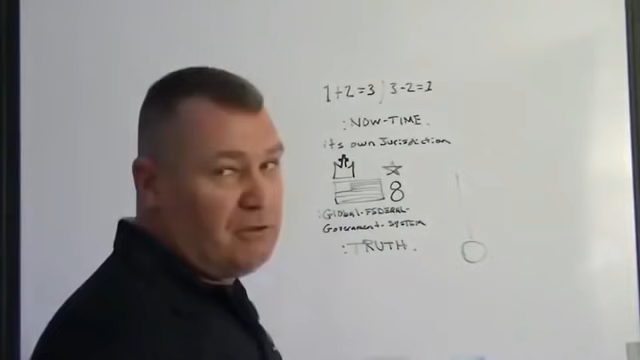 1+2=3 / 3-2=1
:NOW-TIME.
its own Jurisdiction
8
:GLOBAL-FEDERAL-
Government-SYSTEM
:TRUTH.